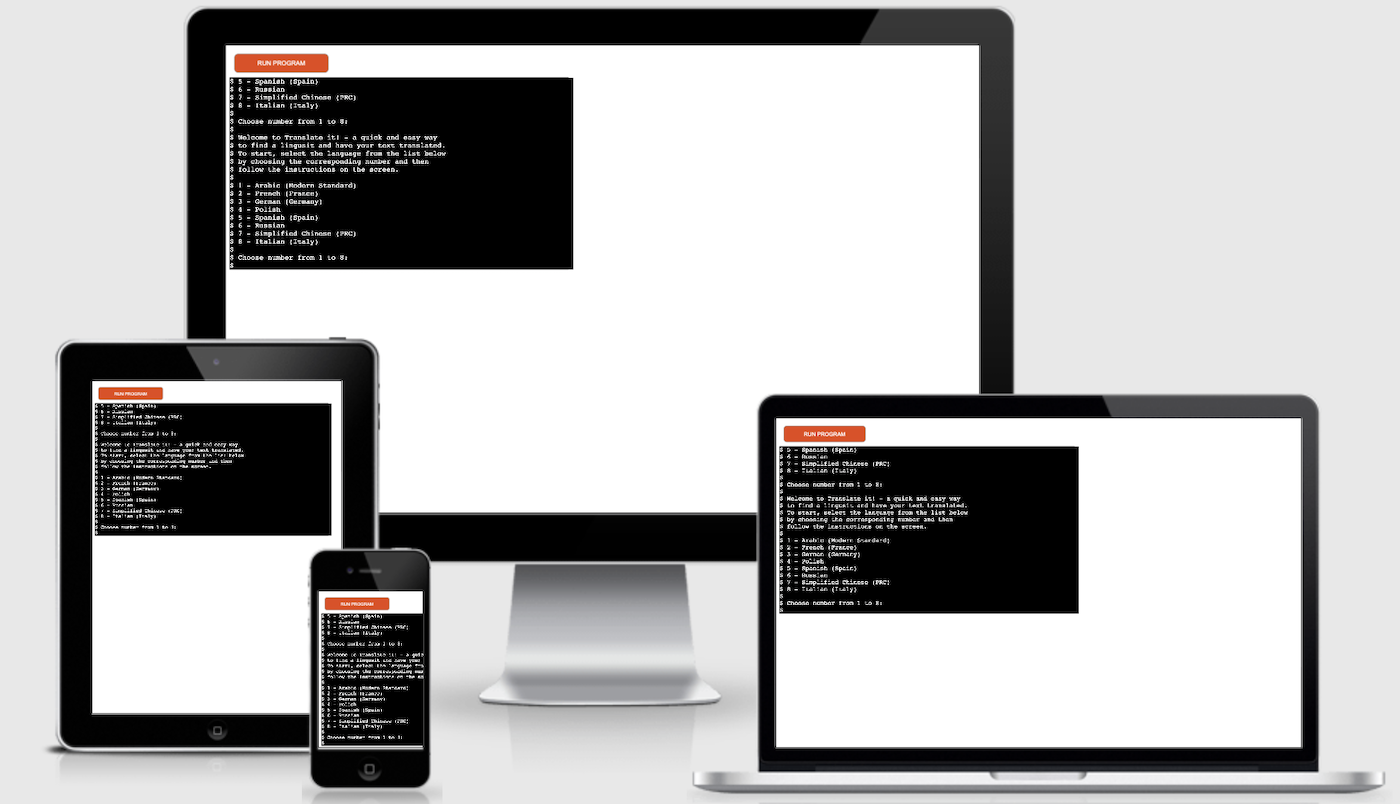 RUN PROGRAM
$ 5 - Spanish (Spain)
$ 6 - Russian
$ 7 - Simplified Chinese (PRC)
$ 8 - Italian (Italy)
$
$ Choose number from 1 to 8:
$
$ Welcome to Translate it! - a quick and easy way
$ to find a lingusit and have your text translated.
$ To start, select the language from the list below
$ by choosing the corresponding number and then
$ follow the instructions on the screen.
$
$ 1 - Arabic (Modern Standard)
$ 2 - French (France)
$ 3 - German (Germany)
$ 4 - Polish
$ 5 - Spanish (Spain)
$ 6 - Russian
$ 7 - Simplified Chinese (PRC)
$ 8 - Italian (Italy)
$
$ Choose number from 1 to 8:
$
RUN PROGRAM
$ 5 - Spanish (Spain)
$ 6 - Russian
$ 7 - Simplified Chinese (PRC)
$ 8 - Italian (Italy)
$
$ Choose number from 1 to 8:
$
$ Welcome to Translate it! - a quick and easy way
$ to find a lingusit and have your text translated.
$ To start, select the language from the list below
$ by choosing the corresponding number and then
$ follow the instructions on the screen.
$
$ 1 - Arabic (Modern Standard)
$ 2 - French (France)
$ 3 - German (Germany)
$ 4 - Polish
$ 5 - Spanish (Spain)
$ 6 - Russian
$ 7 - Simplified Chinese (PRC)
$ 8 - Italian (Italy)
$
$ Choose number from 1 to 8:
$
RUN PROGRAM
$ 5 - Spanish (Spain)
$ 6 - Russian
$ 7 - Simplified Chinese (PRC)
$ 8 - Italian (Italy)
$
$ Choose number from 1 to 8:
$
$ Welcome to Translate it! - a quick and easy way
$ to find a lingusit and have your text translated.
$ To start, select the language from the list below
$ by choosing the corresponding number and then
$ follow the instructions on the screen.
$
$ 1 - Arabic (Modern Standard)
$ 2 - French (France)
$ 3 - German (Germany)
$ 4 - Polish
$ 5 - Spanish (Spain)
$ 6 - Russian
$ 7 - Simplified Chinese (PRC)
$ 8 - Italian (Italy)
$
$ Choose number from 1 to 8:
$
RUN PROGRAM
$ 5 - Spanish (Spain)
$ 6 - Russian
$ 7 - Simplified Chinese (PRC)
$ 8 - Italian (Italy)
$
$ Choose number from 1 to 8:
$
$ Welcome to Translate it! - a quic
$ to find a lingusit and have your
$ To start, select the language fro
$ by choosing the corresponding num
$ follow the instructions on the sc
$
$ 1 - Arabic (Modern Standard)
$ 2 - French (France)
$ 3 - German (Germany)
$ 4 - Polish
$ 5 - Spanish (Spain)
$ 6 - Russian
$ 7 - Simplified Chinese (PRC)
$ 8 - Italian (Italy)
$
$ Choose number from 1 to 8:
$